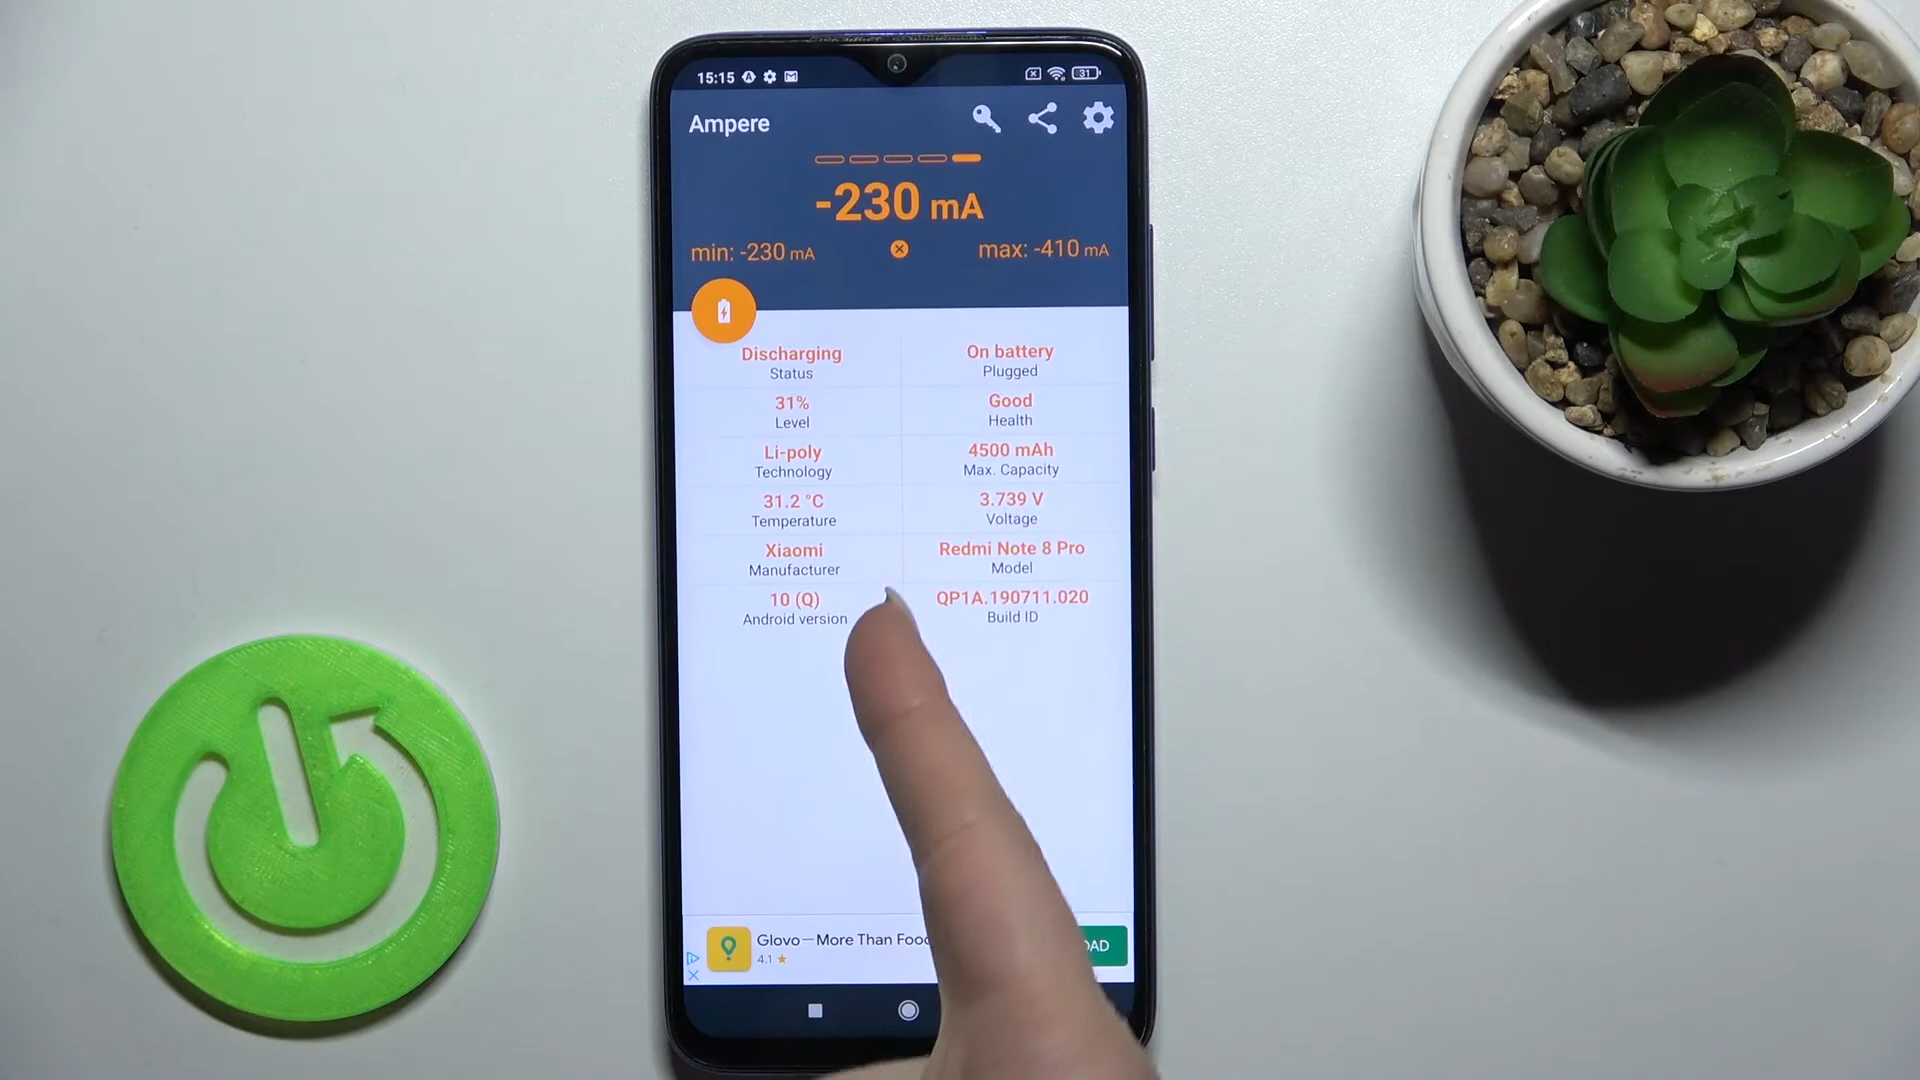 15:15 31
Ampere
-230 mA
min: -230 mA max: -410 mA
Discharging On battery
Status Plugged
31% Good
Level Health
Li-poly 4500 mAh
Technology Max. Capacity
31.2 °C 3.739 V
Temperature Voltage
Xiaomi Redmi Note 8 Pro
Manufacturer Model
10 (Q) QP1A.190711.020
Android version Build ID
Glovo—More Than
4.1 ★